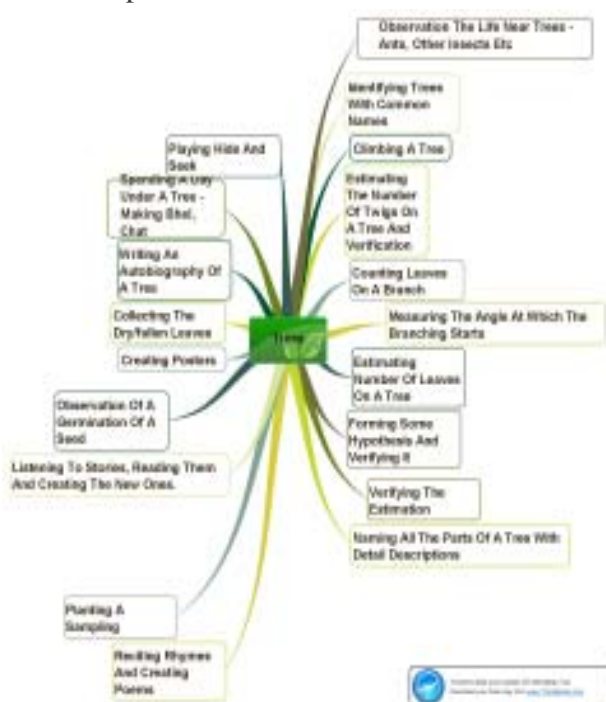 Observation The Life Near Trees -
Ants, Other Insects Etc
Identifying Trees
With Common
Names
Climbing A Tree
Estimating
The Number
Of Twigs On
A Tree And
Verification
Counting Leaves
On A Branch
Measuring The Angle At Which The
Branching Starts
Estimating
Number Of Leaves
On A Tree
Forming Some
Hypothesis And
Verifying It
Verifying The
Estimation
Naming All The Parts Of A Tree With
Detail Descriptions
Playing Hide And
Seek
Spending A Day
Under A Tree -
Making Bhel,
Chat
Writing An
Autobiography Of
A Tree
Collecting The
Dry/fallen Leaves
Creating Posters
Observation Of A
Germination Of A
Seed
Listening To Stories, Reading Them
And Creating The New Ones.
Planting A
Sampling
Reciting Rhymes
And Creating
Poems